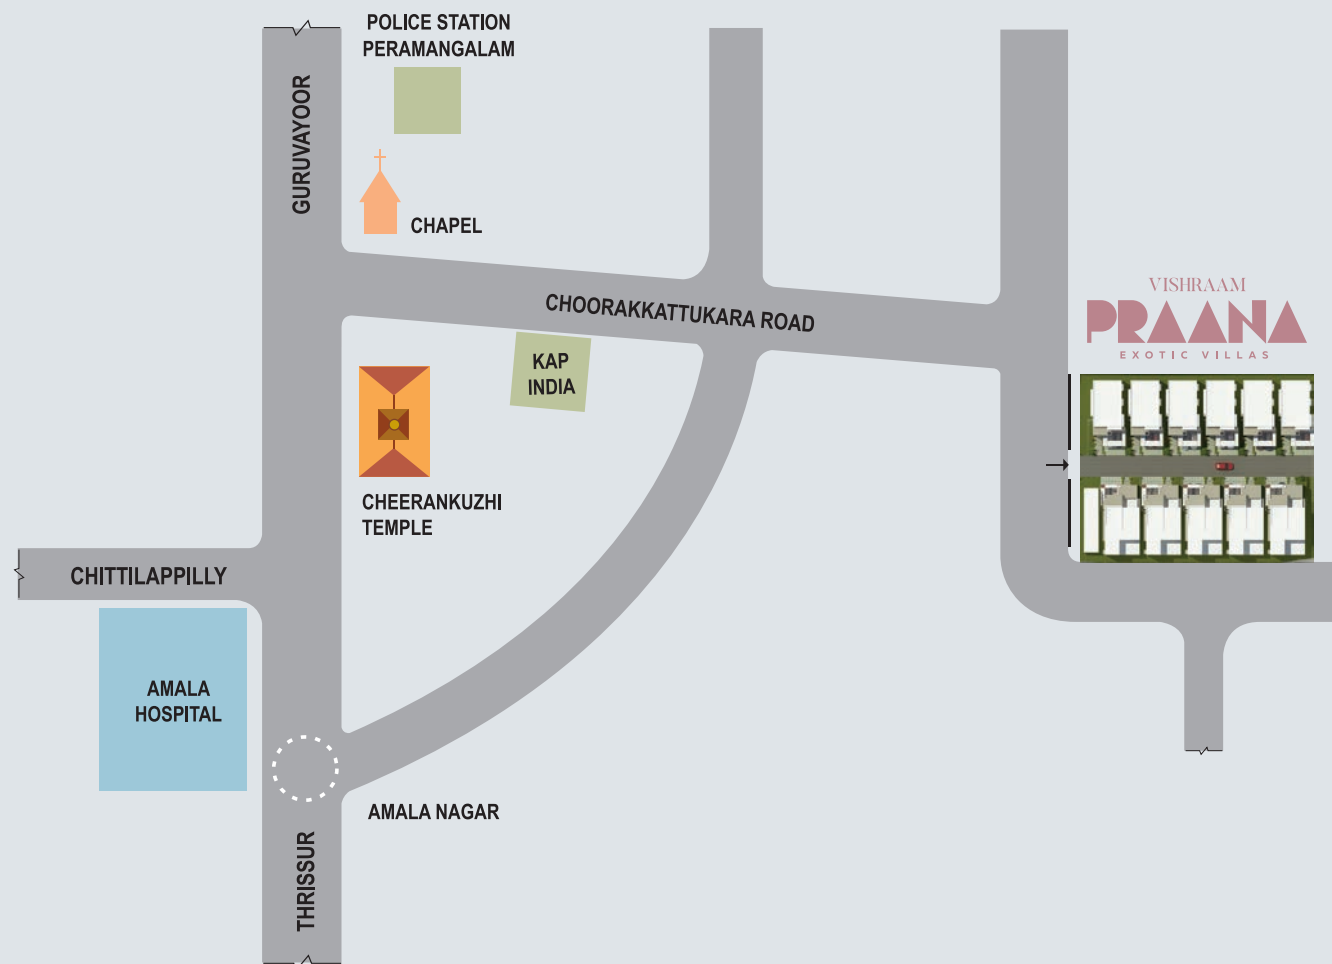 POLICE STATION
PERAMANGALAM
GURUVAYOOR
CHAPEL
VISHRAAM
PRAANA
EXOTIC VILLAS
CHOORAKKATTUKARA ROAD
KAP
INDIA
CHEERANKUZHI
TEMPLE
CHITTILAPPILLY
AMALA
HOSPITAL
AMALA NAGAR
THRISSUR